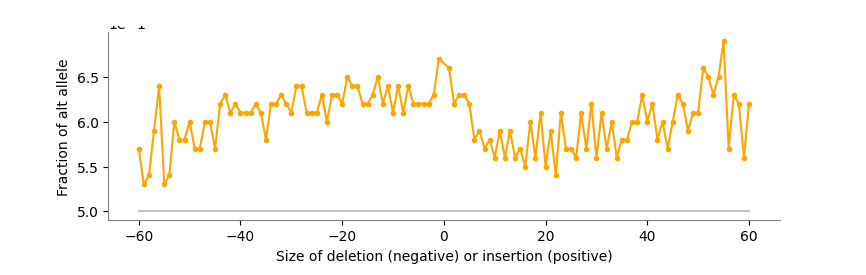 6.5
6.0
5.5
5.0
Fraction of alt allele
−60 −40 −20 0 20 40 60
Size of deletion (negative) or insertion (positive)